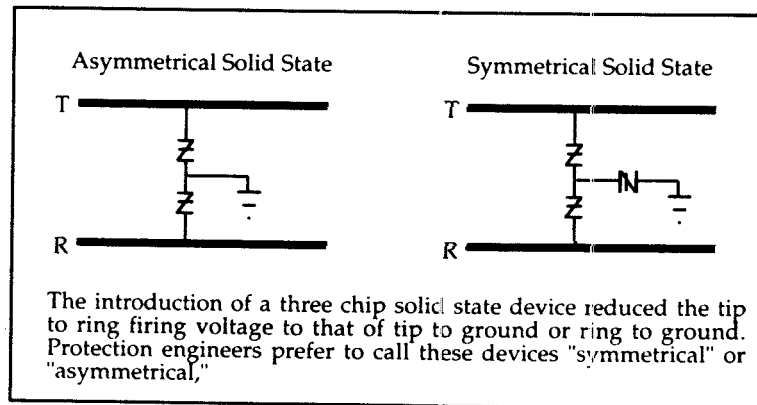 Asymmetrical Solid State
Symmetrical Solid State
T
T
R
R
The introduction of a three chip solid state device reduced the tip
to ring firing voltage to that of tip to ground or ring to ground.
Protection engineers prefer to call these devices "symmetrical" or
"asymmetrical,"